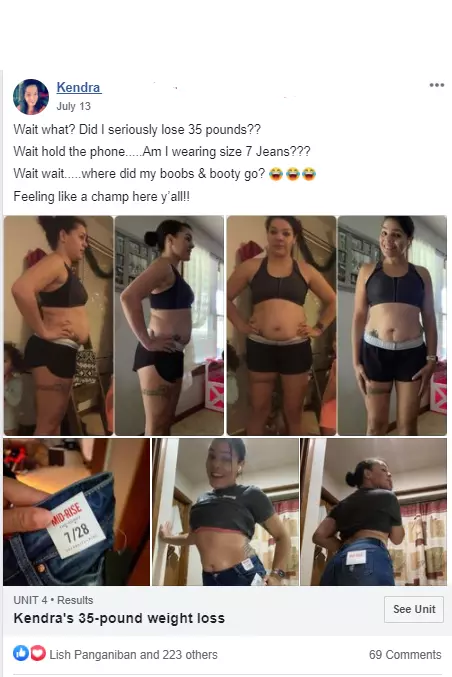 Kendra
July 13
Wait what? Did I seriously lose 35 pounds??
Wait hold the phone.....Am I wearing size 7 Jeans???
Wait wait.....where did my boobs & booty go? 😂😂😂
Feeling like a champ here y'all!!
MID-RISE
7/28
UNIT 4 • Results
Kendra's 35-pound weight loss
See Unit
Lish Panganiban and 223 others
69 Comments